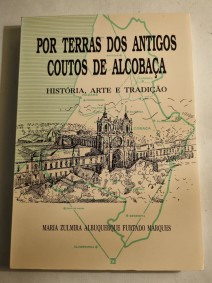 POR TERRAS DOS ANTIGOS
COUTOS DE ALCOBAÇA
HISTÓRIA, ARTE E TRADIÇÃO
MARIA ZULMIRA ALBUQUERQUE FURTADO MARQUES